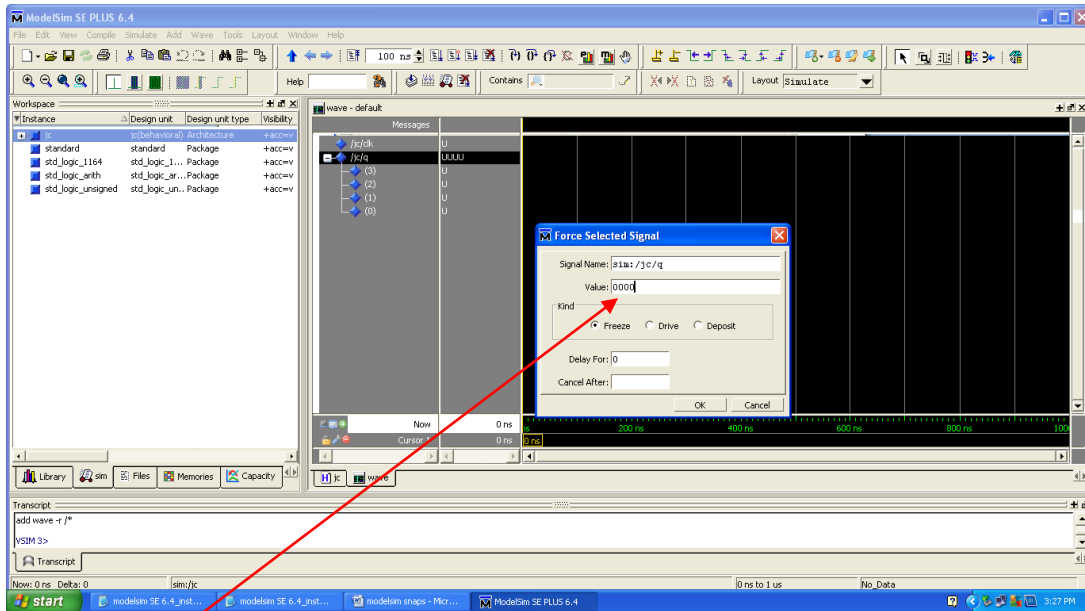 ModelSim SE PLUS 6.4
File Edit View Compile Simulate Add Wave Tools Layout Window Help
100 ns
Help
Contains
Layout Simulate
Workspace
Instance Design unit Design unit type Visibility
jc jc(behavioral) Architecture +acc=v
standard standard Package +acc=v
std_logic_1164 std_logic_1... Package +acc=v
std_logic_arith std_logic_ar... Package +acc=v
std_logic_unsigned std_logic_un.. Package +acc=v
Library sim Files Memories Capacity
wave - default
Messages
/jc/clk U
/jc/q UUUU
(3) U
(2) U
(1) U
(0) U
Force Selected Signal
Signal Name: sim:/jc/q
Value: 0000
Kind
Freeze Drive Deposit
Delay For: 0
Cancel After:
OK Cancel
Now 0 ns
200 ns 400 ns 600 ns 800 ns
Cursor 1 0 ns 0 ns
jc wave
Transcript
add wave -r /*
VSIM 3>
Transcript
Now: 0 ns Delta: 0 sim:/jc 0 ns to 1 us No_Data
start modelsim SE 6.4_inst... modelsim SE 6.4_inst... modelsim snaps - Micr... ModelSim SE PLUS 6.4 3:27 PM